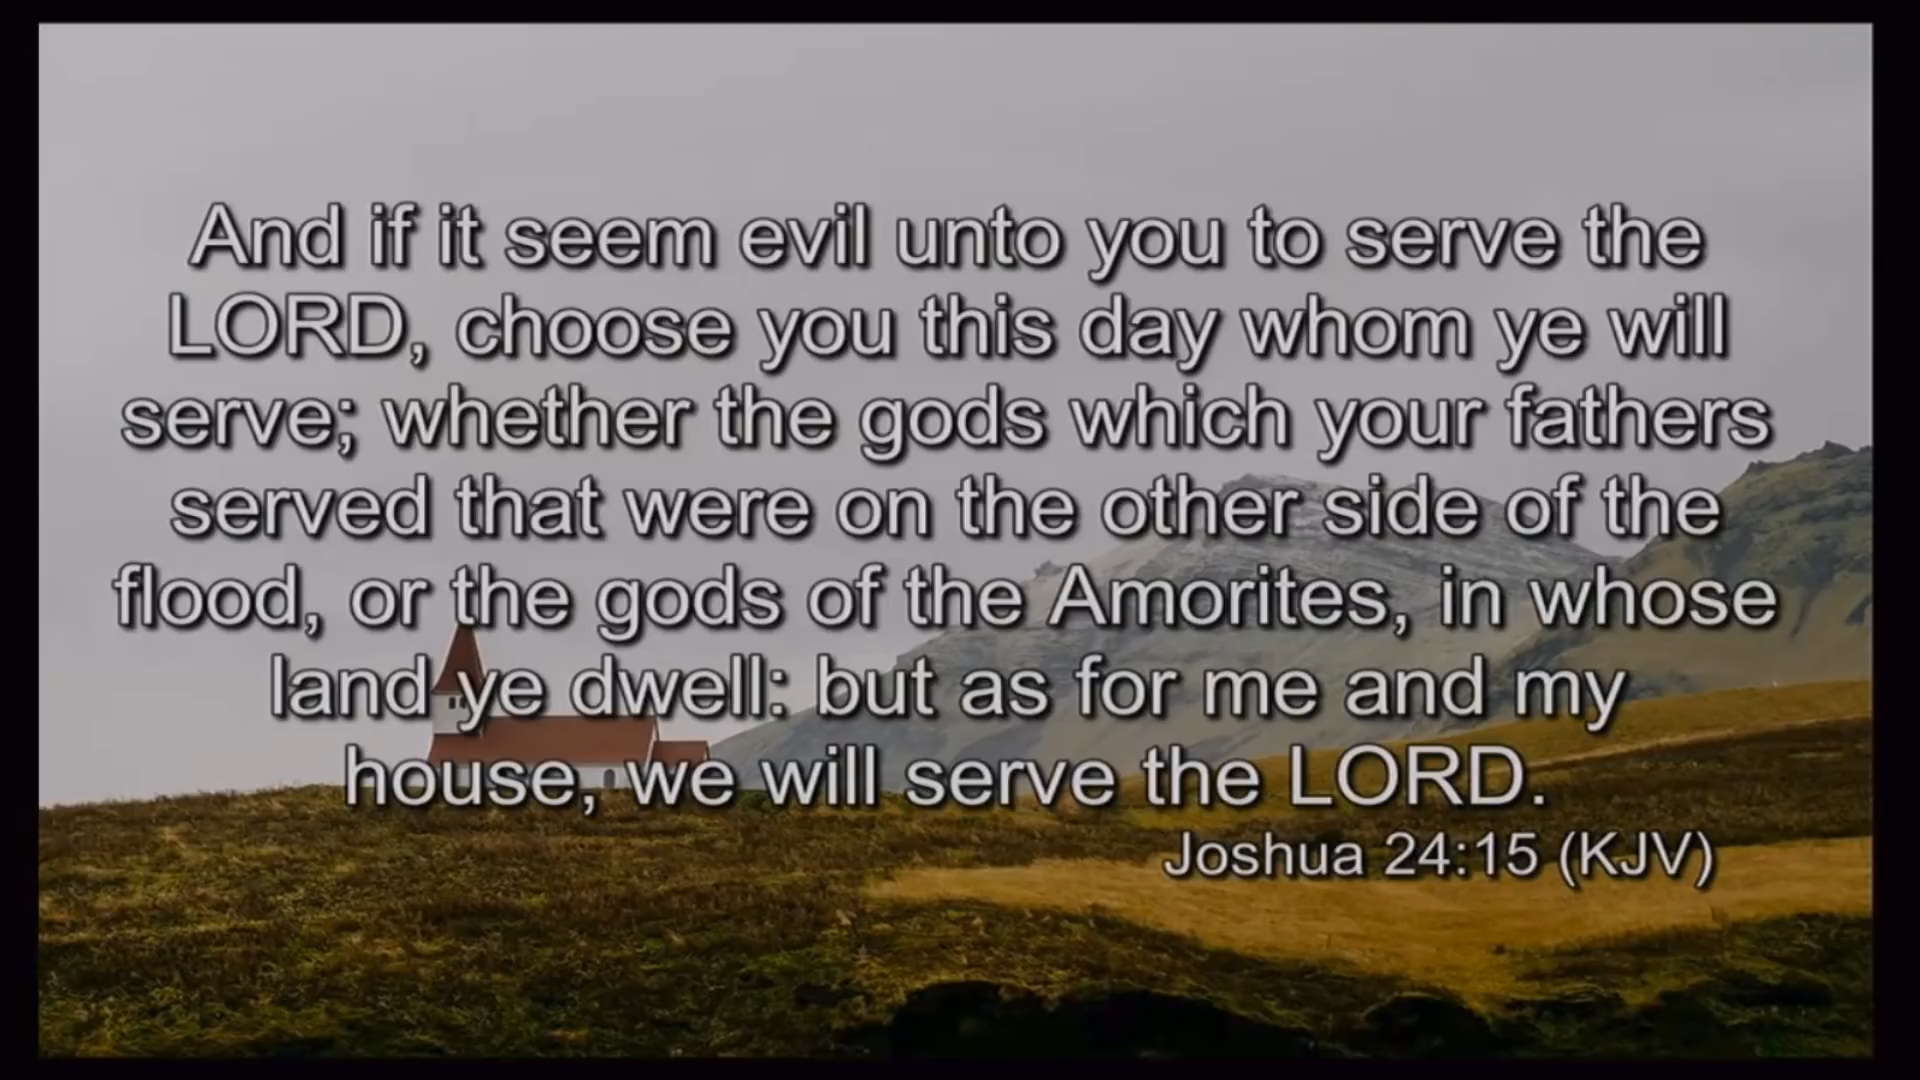 And if it seem evil unto you to serve the
LORD, choose you this day whom ye will
serve; whether the gods which your fathers
served that were on the other side of the
flood, or the gods of the Amorites, in whose
land ye dwell: but as for me and my
house, we will serve the LORD.
Joshua 24:15 (KJV)